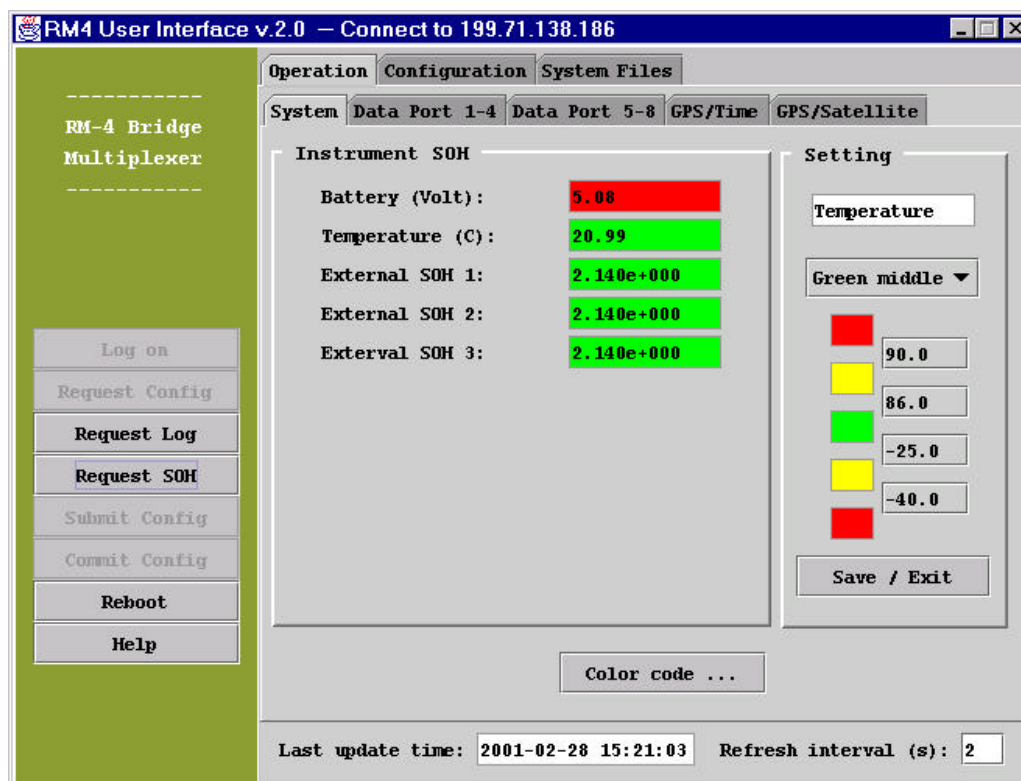 RM4 User Interface v.2.0 — Connect to 199.71.138.186
-----------
RM-4 Bridge
Multiplexer
-----------
Log on
Request Config
Request Log
Request SOH
Submit Config
Commit Config
Reboot
Help
Operation Configuration System Files
System Data Port 1-4 Data Port 5-8 GPS/Time GPS/Satellite
Instrument SOH
Battery (Volt): 5.08
Temperature (C): 20.99
External SOH 1: 2.140e+000
External SOH 2: 2.140e+000
Exterval SOH 3: 2.140e+000
Setting
Temperature
Green middle
90.0
86.0
-25.0
-40.0
Save / Exit
Color code ...
Last update time: 2001-02-28 15:21:03 Refresh interval (s): 2